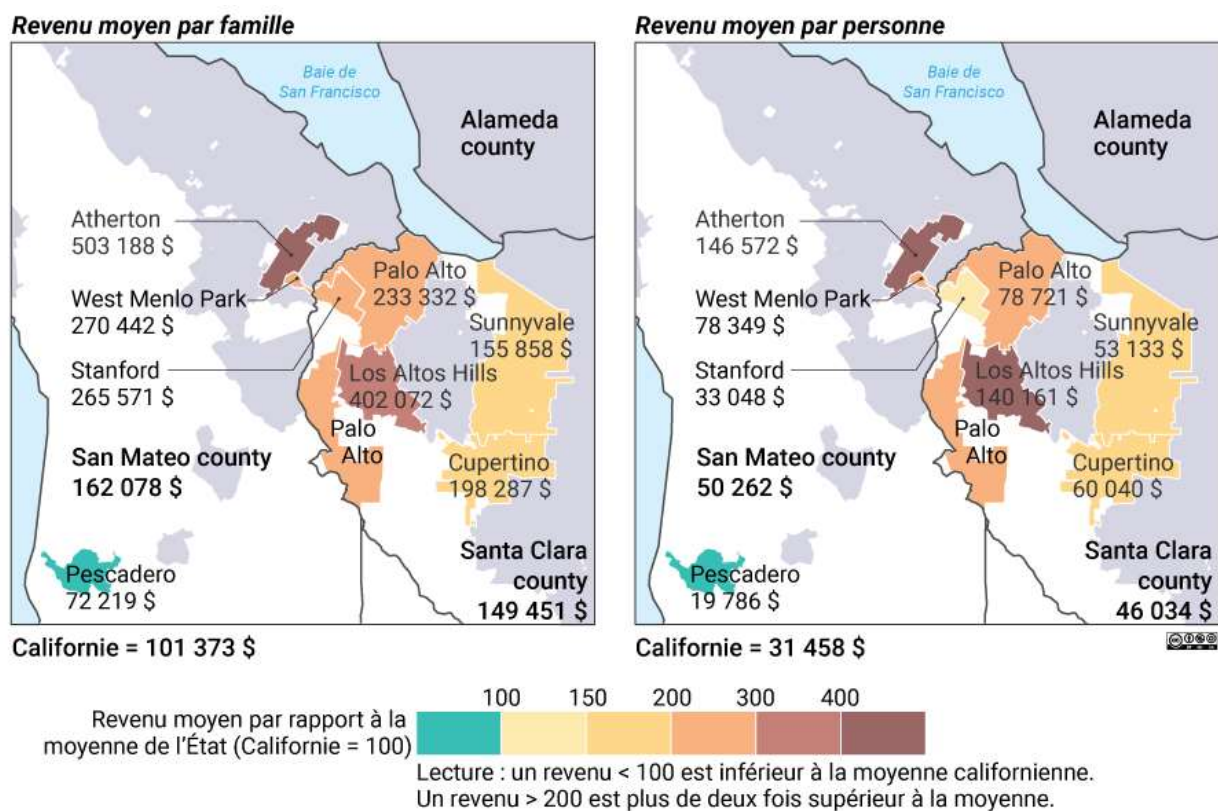 Revenu moyen par famille
Baie de
San Francisco
Alameda
county
Atherton
503 188 $
Palo Alto
233 332 $
West Menlo Park
270 442 $
Sunnyvale
155 858 $
Stanford
265 571 $
Los Altos Hills
402 072 $
Palo
Alto
San Mateo county
162 078 $
Cupertino
198 287 $
Pescadero
72 219 $
Santa Clara
county
149 451 $
Californie = 101 373 $
Revenu moyen par personne
Baie de
San Francisco
Alameda
county
Atherton
146 572 $
Palo Alto
78 721 $
West Menlo Park
78 349 $
Sunnyvale
53 133 $
Stanford
33 048 $
Los Altos Hills
140 161 $
Palo
Alto
San Mateo county
50 262 $
Cupertino
60 040 $
Pescadero
19 786 $
Santa Clara
county
46 034 $
Californie = 31 458 $
100 150 200 300 400
Revenu moyen par rapport à la
moyenne de l'État (Californie = 100)
Lecture : un revenu < 100 est inférieur à la moyenne californienne.
Un revenu > 200 est plus de deux fois supérieur à la moyenne.